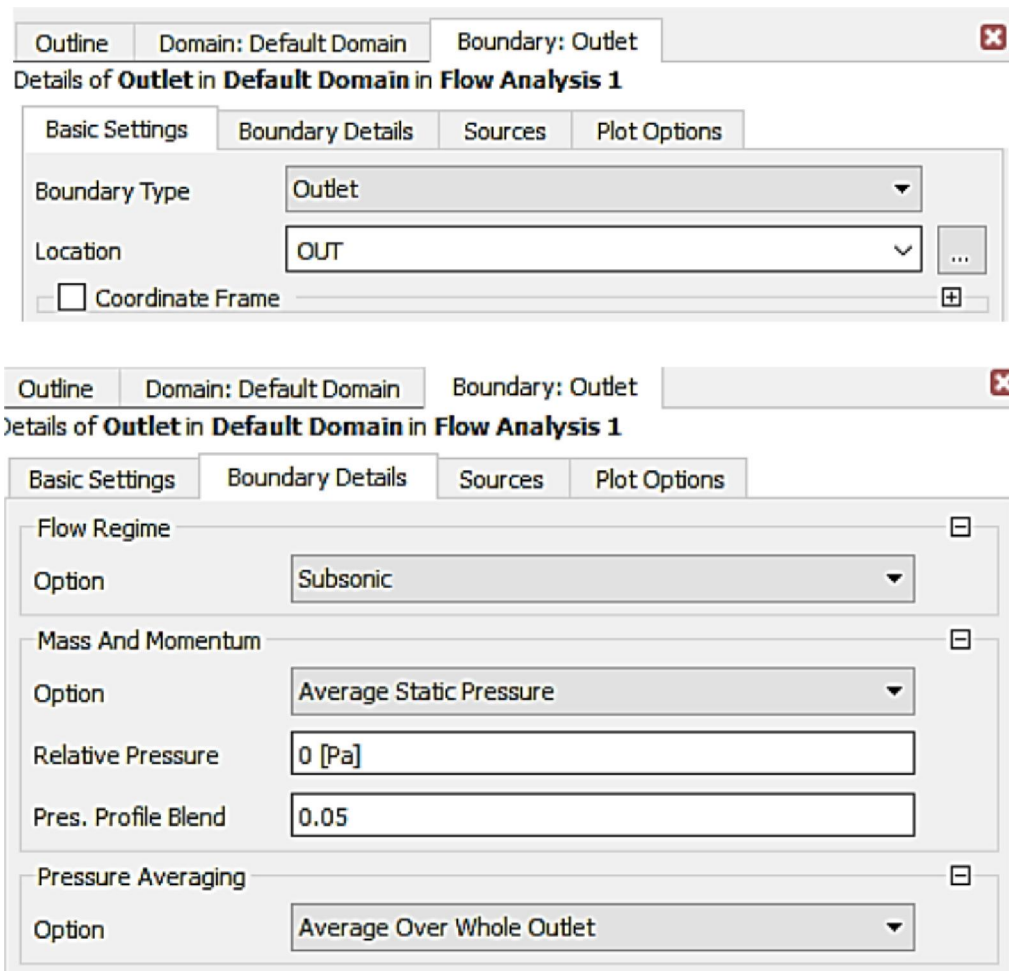 Outline Domain: Default Domain Boundary: Outlet
Details of Outlet in Default Domain in Flow Analysis 1
Basic Settings Boundary Details Sources Plot Options
Boundary Type Outlet
Location OUT ...
Coordinate Frame
Outline Domain: Default Domain Boundary: Outlet
Details of Outlet in Default Domain in Flow Analysis 1
Basic Settings Boundary Details Sources Plot Options
Flow Regime
Option Subsonic
Mass And Momentum
Option Average Static Pressure
Relative Pressure 0 [Pa]
Pres. Profile Blend 0.05
Pressure Averaging
Option Average Over Whole Outlet